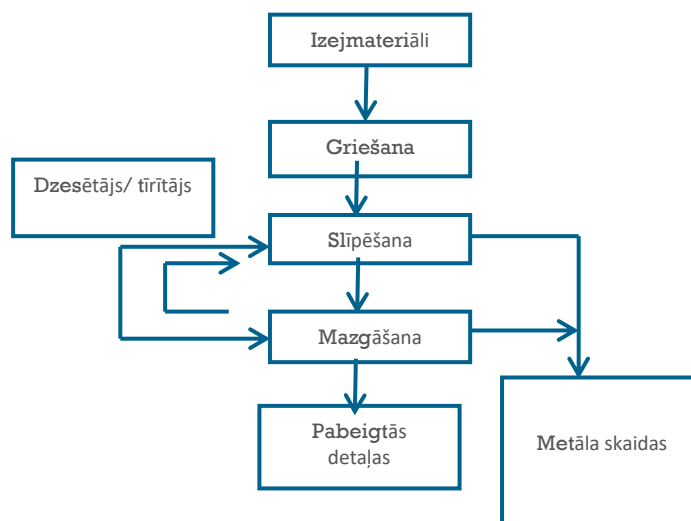 Izejmateriāli
Griešana
Dzesētājs/ tīrītājs
Slīpēšana
Mazgāšana
Pabeigtās
detaļas
Metāla skaidas